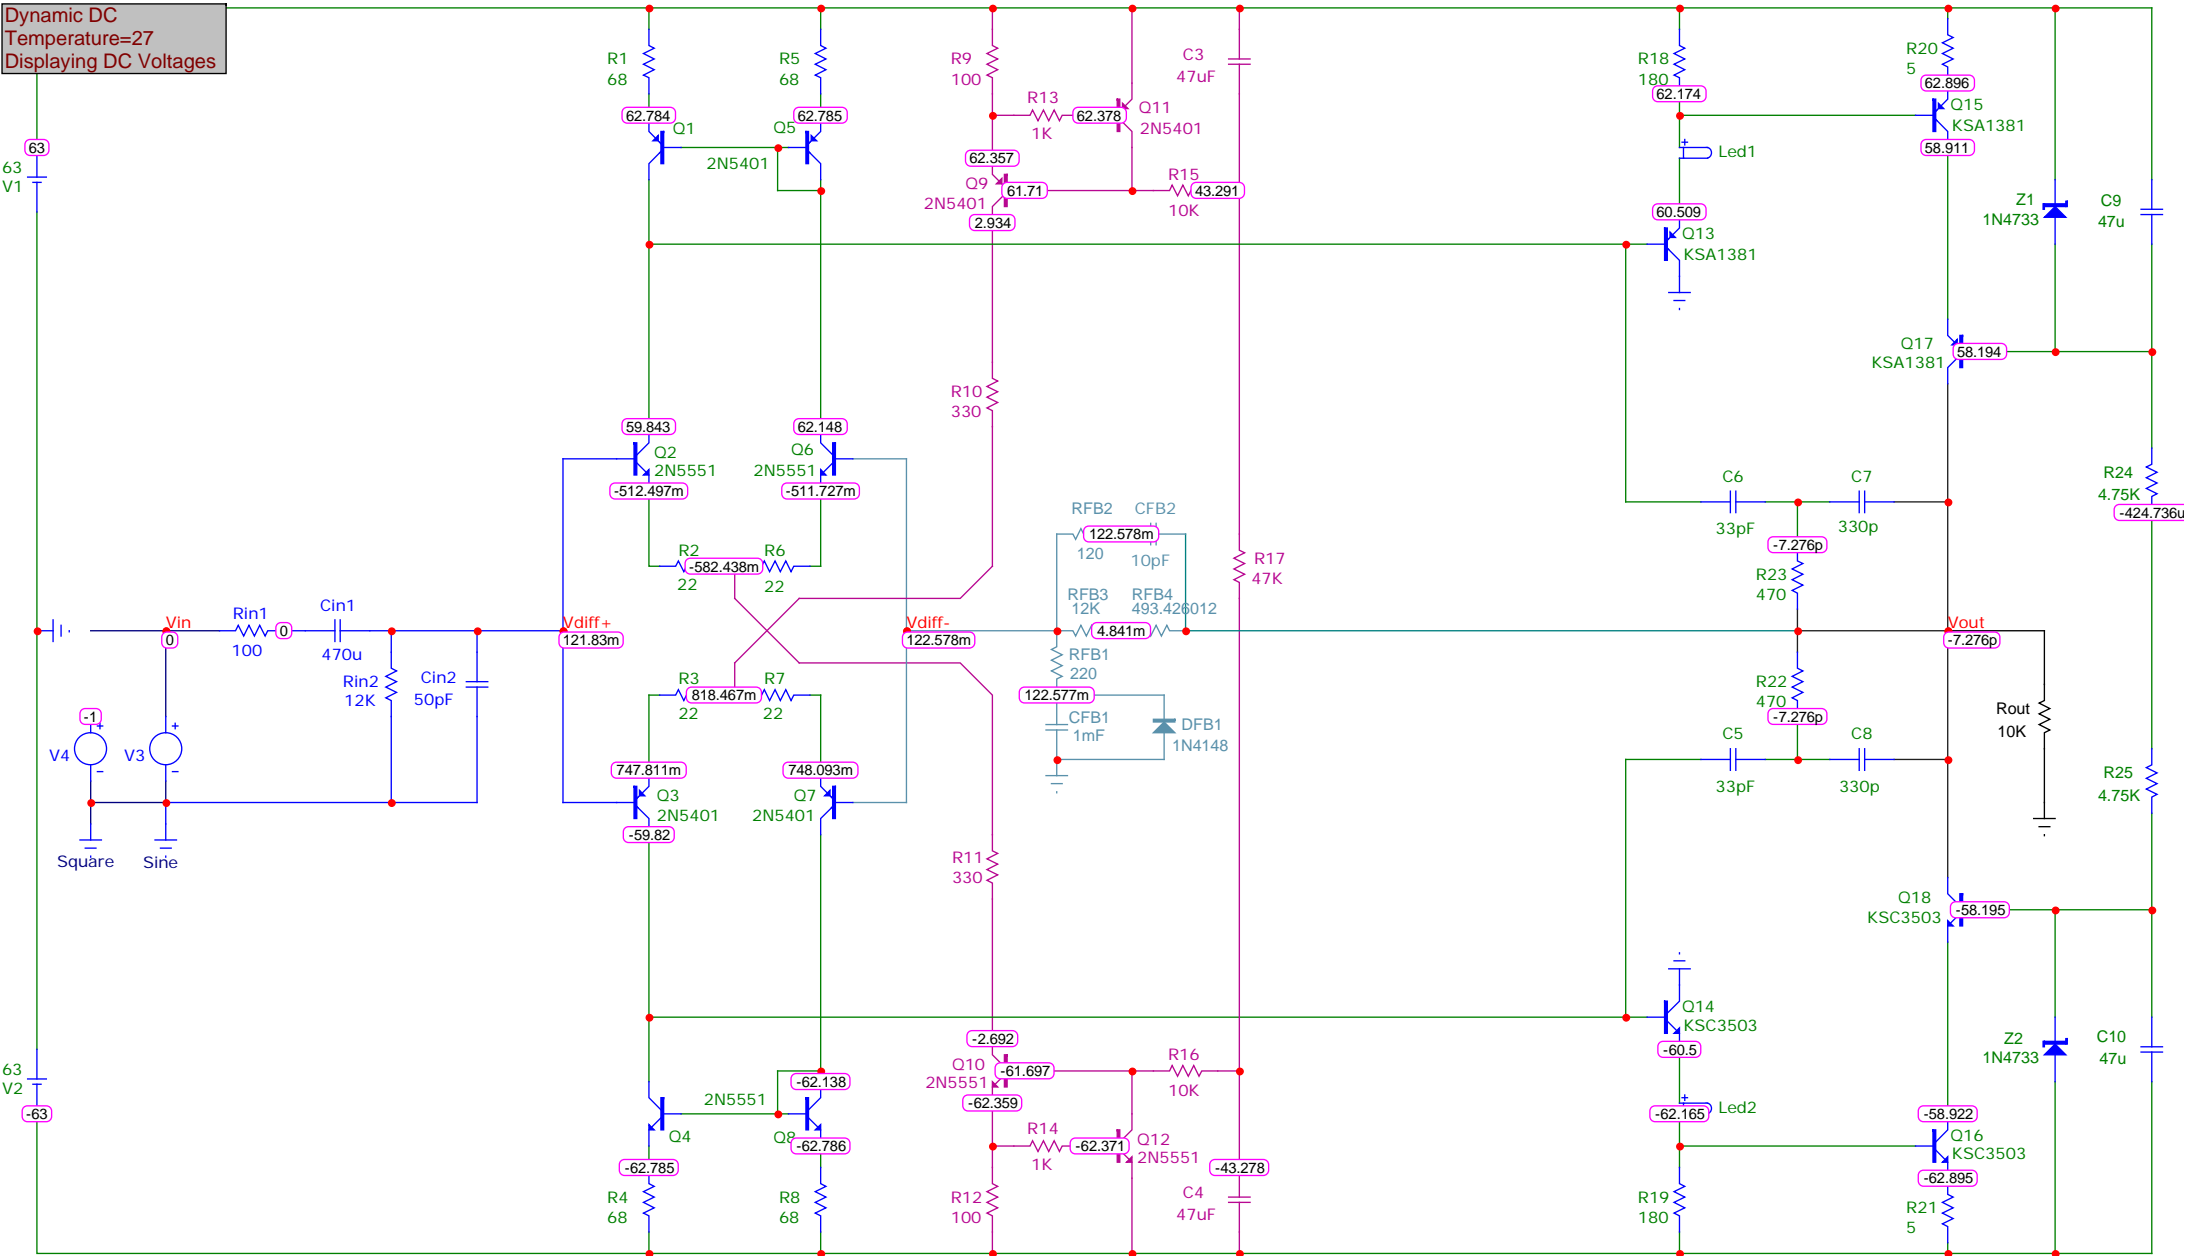 Dynamic DC
Temperature=27
Displaying DC Voltages
63
63
V1
63
V2
-63
R1
68
62.784
Q1
R5
68
62.785
Q5
2N5401
R9
100
R13
1K
62.378
Q11
2N5401
C3
47uF
62.357
Q9
2N5401
61.71
2.934
R15
10K
43.291
R18
180
62.174
Led1
60.509
Q13
KSA1381
R20
5
62.896
Q15
KSA1381
58.911
Z1
1N4733
C9
47u
Q17
KSA1381
58.194
R10
330
59.843
Q2
2N5551
-512.497m
62.148
Q6
2N5551
-511.727m
R2
22
-582.438m
R6
22
RFB2
120
122.578m
CFB2
10pF
RFB3
12K
RFB4
493.426012
4.841m
R17
47K
C6
33pF
C7
330p
-7.276p
R23
470
R24
4.75K
-424.736u
Vin
0
Rin1
100
0
Cin1
470u
Rin2
12K
Cin2
50pF
Vdiff+
121.83m
Vdiff-
122.578m
RFB1
220
122.577m
CFB1
1mF
DFB1
1N4148
Vout
-7.276p
-1
V4
V3
Square
Sine
R3
22
818.467m
R7
22
747.811m
Q3
2N5401
-59.82
748.093m
Q7
2N5401
R22
470
-7.276p
C5
33pF
C8
330p
Rout
10K
R25
4.75K
R11
330
Q18
KSC3503
-58.195
-2.692
Q10
2N5551
-61.697
-62.359
R16
10K
R14
1K
-62.371
Q12
2N5551
R12
100
-43.278
C4
47uF
Q14
KSC3503
-60.5
Led2
-62.165
R19
180
-58.922
Q16
KSC3503
-62.895
R21
5
Z2
1N4733
C10
47u
-62.138
2N5551
Q4
Q8
-62.786
-62.785
R4
68
R8
68